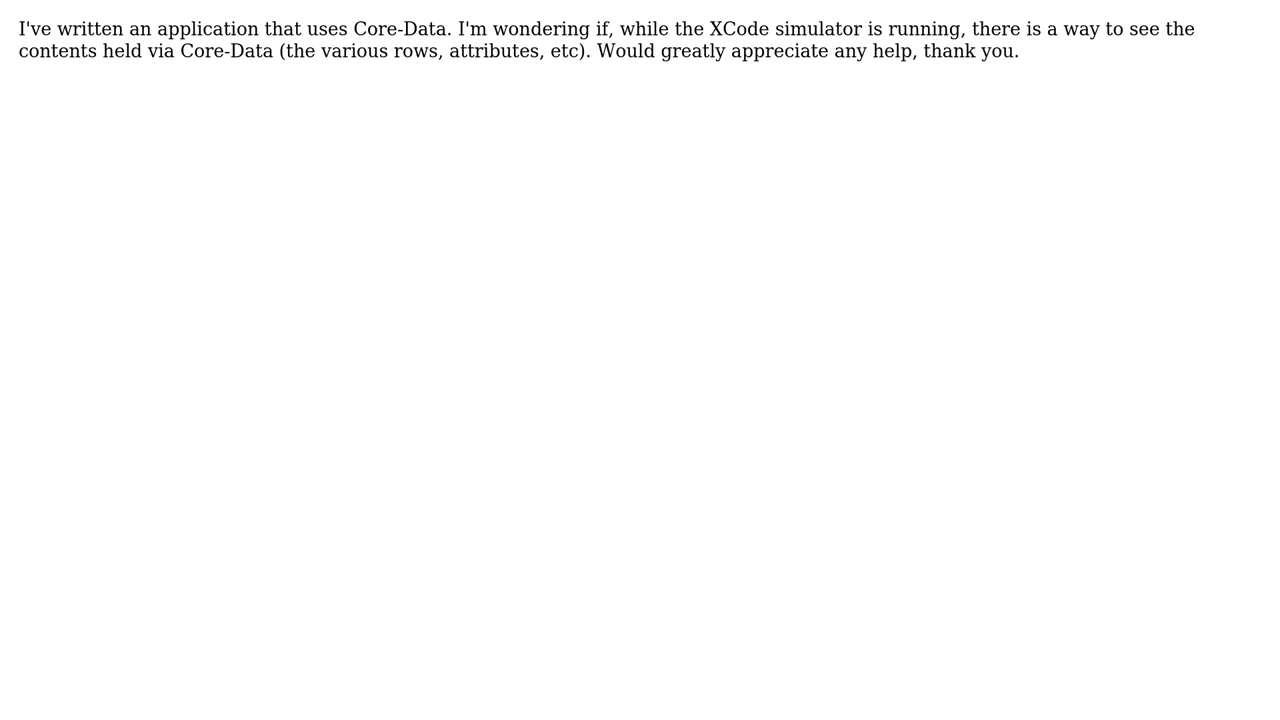 I've written an application that uses Core-Data. I'm wondering if, while the XCode simulator is running, there is a way to see the
contents held via Core-Data (the various rows, attributes, etc). Would greatly appreciate any help, thank you.